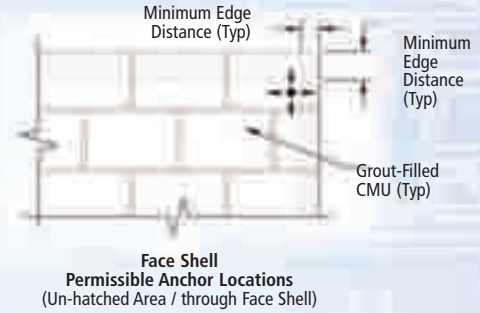 Minimum Edge
Distance (Typ)
Minimum
Edge
Distance
(Typ)
Grout-Filled
CMU (Typ)
Face Shell
Permissible Anchor Locations
(Un-hatched Area / through Face Shell)